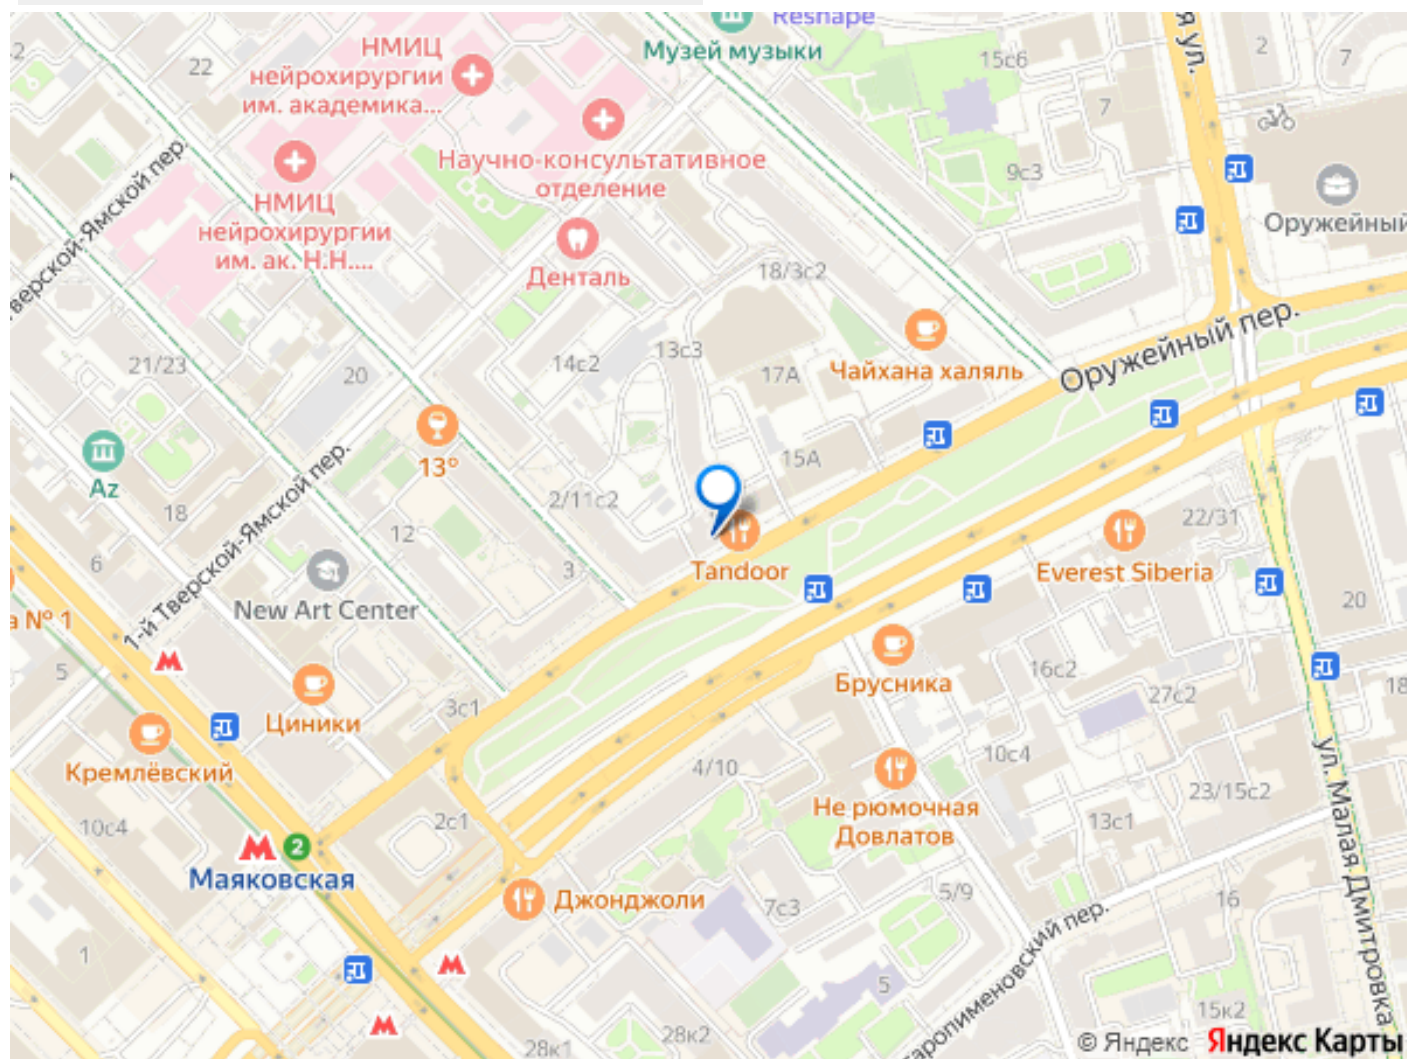 Reshape
Музей музыки
НМИЦ
нейрохирургии
им. академика...
22
15с6
2
7
7
Научно-консультативное
отделение
9с3
НМИЦ
нейрохирургии
им. ак. Н.Н....
Оружейный
Денталь
18/3с2
Оружейный пер.
13с3
14с2
17А
Чайхана халяль
21/23
20
13°
15А
Az
2/11с2
18
12
22/31
6
3
Tandoor
Everest Siberia
New Art Center
1-й Тверской-Ямской пер.
а № 1
20
5
16с2
Брусника
27с2
18
3с1
Циники
Кремлёвский
4/10
10с4
23/15с2
Не рюмочная
Довлатов
13с1
ул. Малая Дмитровка
10с4
2с1
2
Маяковская
Джонджоли
7с3
5/9
16
1
5
28к2
28к1
15к2
© Яндекс Яндекс Карты